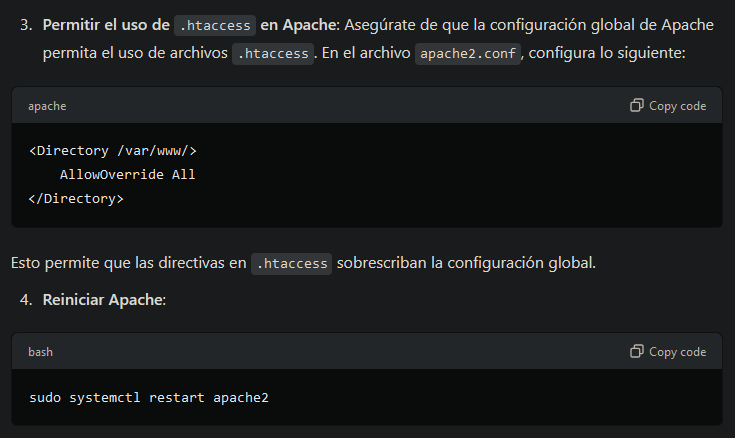 3. Permitir el uso de .htaccess en Apache: Asegúrate de que la configuración global de Apache
permita el uso de archivos .htaccess. En el archivo apache2.conf, configura lo siguiente:
apache
Copy code
<Directory /var/www/>
    AllowOverride All
</Directory>
Esto permite que las directivas en .htaccess sobrescriban la configuración global.
4. Reiniciar Apache:
bash
Copy code
sudo systemctl restart apache2